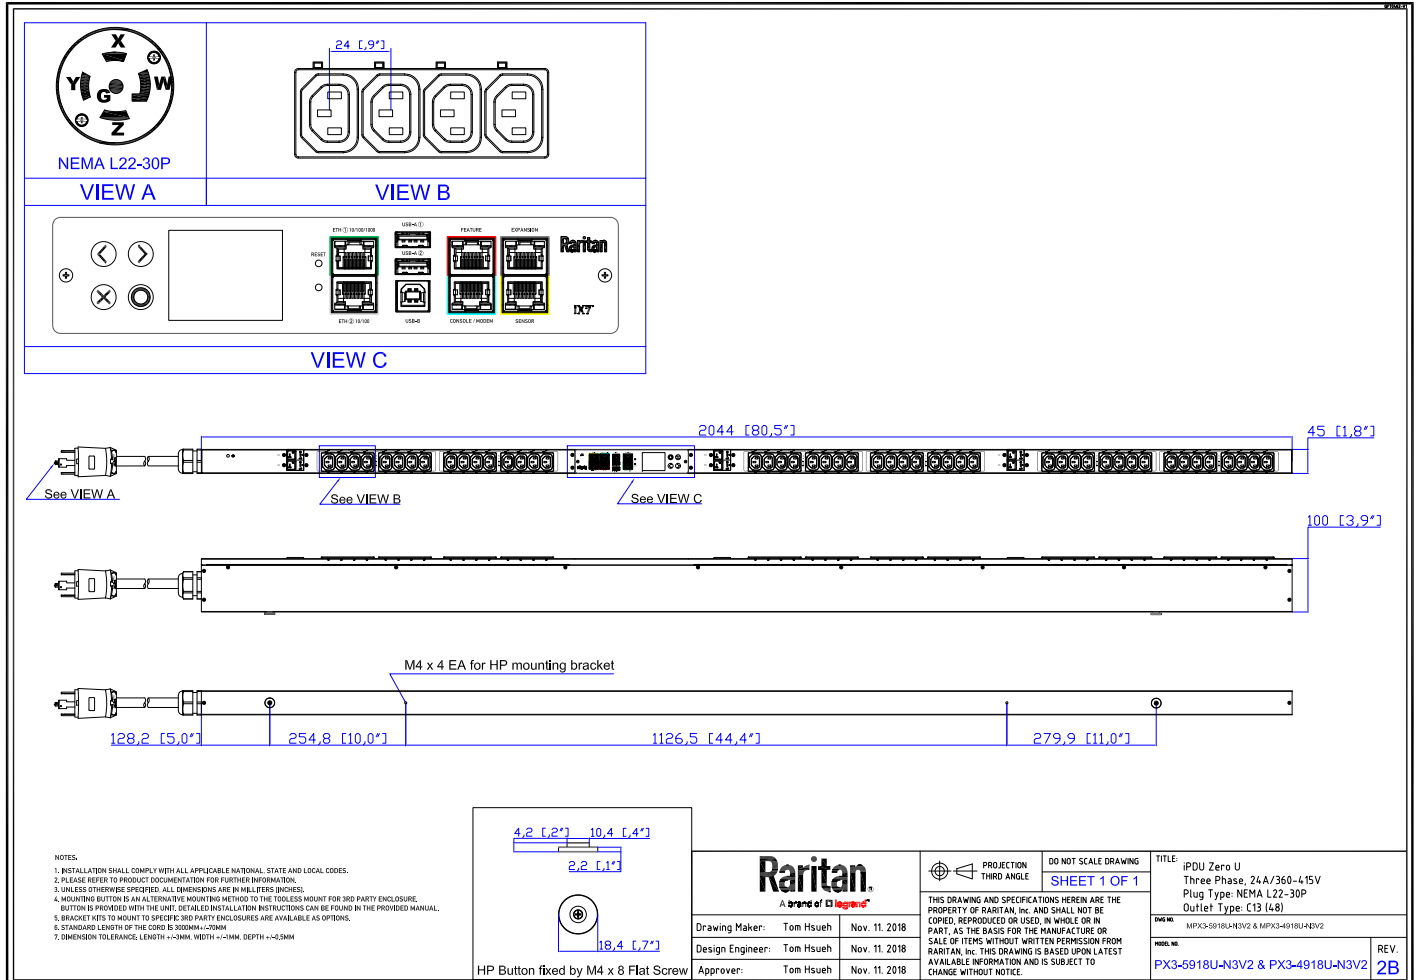 X
Y
W
G
Z
NEMA L22-30P
VIEW A
24 [,9"]
VIEW B
RESET
ETH ① 10/100/1000
ETH ② 10/100
USB-A ①
USB-A ②
USB-B
FEATURE
EXPANSION
CONSOLE / MODEM
SENSOR
Raritan
VIEW C
2044 [80,5"]
45 [1,8"]
See VIEW A
See VIEW B
See VIEW C
100 [3,9"]
M4 x 4 EA for HP mounting bracket
128,2 [5,0"]
254,8 [10,0"]
1126,5 [44,4"]
279,9 [11,0"]
NOTES:
1. INSTALLATION SHALL COMPLY WITH ALL APPLICABLE NATIONAL, STATE AND LOCAL CODES.
2. PLEASE REFER TO PRODUCT DOCUMENTATION FOR FURTHER INFORMATION.
3. UNLESS OTHERWISE SPECIFIED, ALL DIMENSIONS ARE IN MILLITERS [INCHES].
4. MOUNTING BUTTON IS AN ALTERNATIVE MOUNTING METHOD TO THE TOOLESS MOUNT FOR 3RD PARTY ENCLOSURE.
BUTTON IS PROVIDED WITH THE UNIT. DETAILED INSTALLATION INSTRUCTIONS CAN BE FOUND IN THE PROVIDED MANUAL.
5. BRACKET KITS TO MOUNT TO SPECIFIC 3RD PARTY ENCLOSURES ARE AVAILABLE AS OPTIONS.
6. STANDARD LENGTH OF THE CORD IS 3000MM+/-70MM
7. DIMENSION TOLERANCE: LENGTH +/-3MM, WIDTH +/-1MM, DEPTH +/-0,5MM
4,2 [,2"]
10,4 [,4"]
2,2 [,1"]
18,4 [,7"]
HP Button fixed by M4 x 8 Flat Screw
Raritan.
A brand of legrand
Drawing Maker: Tom Hsueh Nov. 11. 2018
Design Engineer: Tom Hsueh Nov. 11. 2018
Approver: Tom Hsueh Nov. 11. 2018
PROJECTION
THIRD ANGLE
DO NOT SCALE DRAWING
SHEET 1 OF 1
THIS DRAWING AND SPECIFICATIONS HEREIN ARE THE
PROPERTY OF RARITAN, Inc. AND SHALL NOT BE
COPIED, REPRODUCED OR USED, IN WHOLE OR IN
PART, AS THE BASIS FOR THE MANUFACTURE OR
SALE OF ITEMS WITHOUT WRITTEN PERMISSION FROM
RARITAN, Inc. THIS DRAWING IS BASED UPON LATEST
AVAILABLE INFORMATION AND IS SUBJECT TO
CHANGE WITHOUT NOTICE.
TITLE:
iPDU Zero U
Three Phase, 24A/360-415V
Plug Type: NEMA L22-30P
Outlet Type: C13 (48)
DWG NO.
MPX3-5918U-N3V2 & MPX3-4918U-N3V2
MODEL NO.
PX3-5918U-N3V2 & PX3-4918U-N3V2
REV.
2B